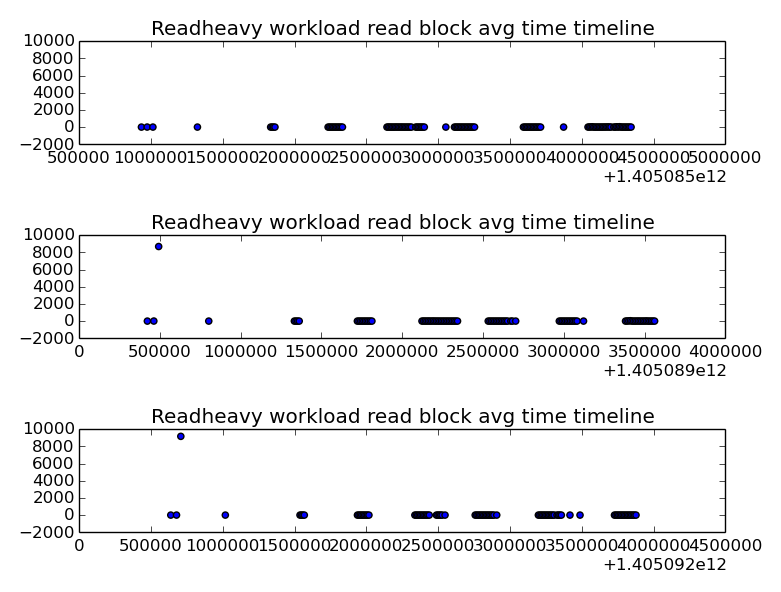 Readheavy workload read block avg time timeline
10000
8000
6000
4000
2000
0
−2000
500000 1000000 1500000 2000000 2500000 3000000 3500000 4000000 4500000 5000000
+1.405085e12
Readheavy workload read block avg time timeline
10000
8000
6000
4000
2000
0
−2000
0 500000 1000000 1500000 2000000 2500000 3000000 3500000 4000000
+1.405089e12
Readheavy workload read block avg time timeline
10000
8000
6000
4000
2000
0
−2000
0 500000 1000000 1500000 2000000 2500000 3000000 3500000 4000000 4500000
+1.405092e12